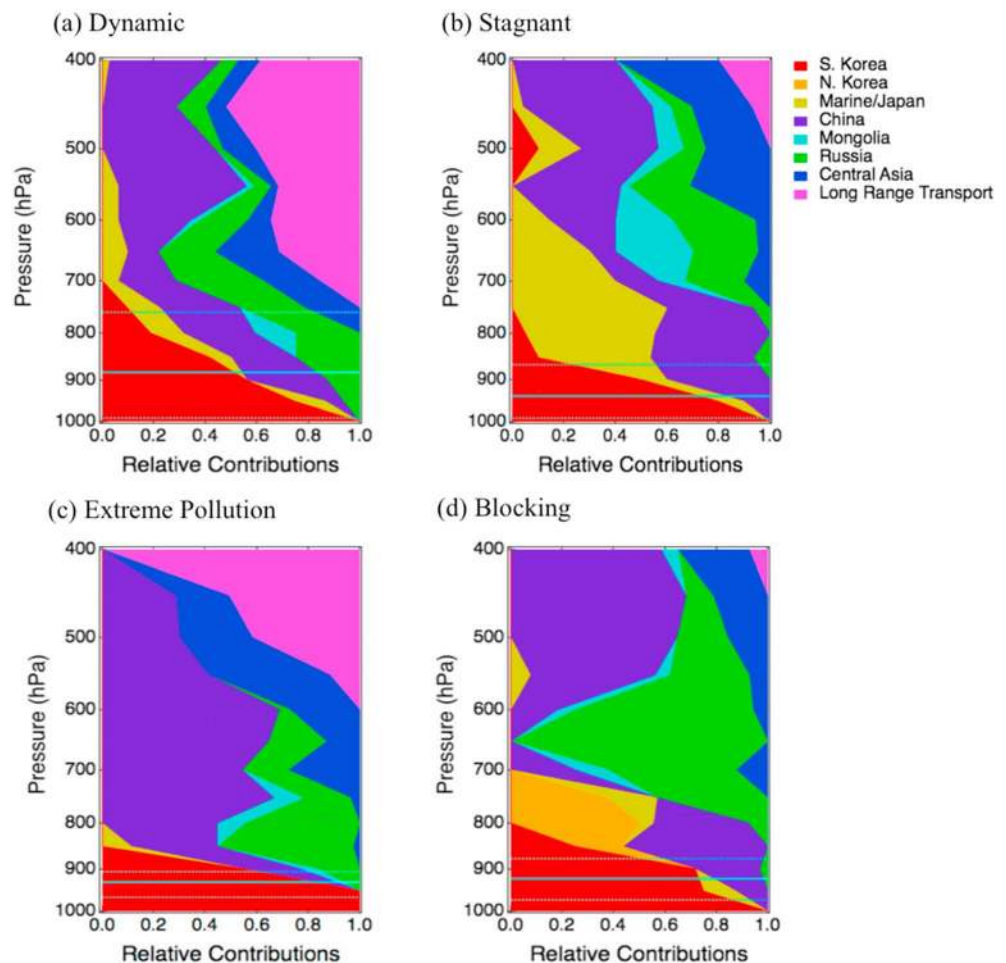 (a) Dynamic
(b) Stagnant
400
500
600
700
800
900
1000
Pressure (hPa)
0.0 0.2 0.4 0.6 0.8 1.0
Relative Contributions
400
500
600
700
800
900
1000
Pressure (hPa)
0.0 0.2 0.4 0.6 0.8 1.0
Relative Contributions
S. Korea
N. Korea
Marine/Japan
China
Mongolia
Russia
Central Asia
Long Range Transport
(c) Extreme Pollution
(d) Blocking
400
500
600
700
800
900
1000
Pressure (hPa)
0.0 0.2 0.4 0.6 0.8 1.0
Relative Contributions
400
500
600
700
800
900
1000
Pressure (hPa)
0.0 0.2 0.4 0.6 0.8 1.0
Relative Contributions